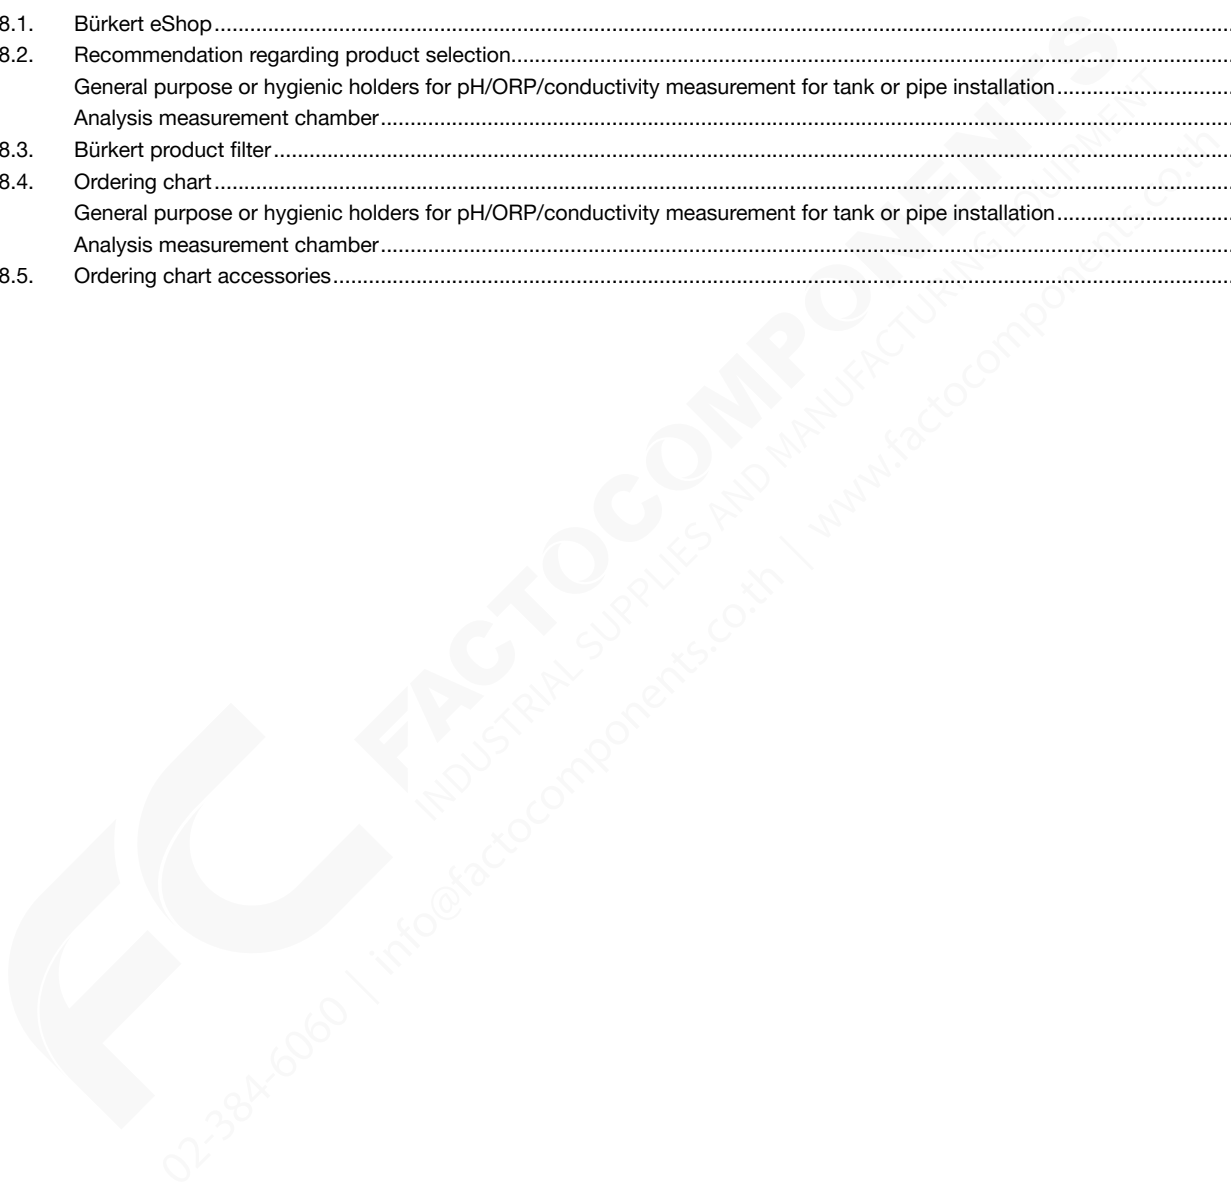 8.1. Bürkert eShop
8.2. Recommendation regarding product selection
General purpose or hygienic holders for pH/ORP/conductivity measurement for tank or pipe installation
Analysis measurement chamber
8.3. Bürkert product filter
8.4. Ordering chart
General purpose or hygienic holders for pH/ORP/conductivity measurement for tank or pipe installation
Analysis measurement chamber
8.5. Ordering chart accessories
FC FACTOCOMPONENTS
INDUSTRIAL SUPPLIES AND MANUFACTURING EQUIPMENT
02-384-6060 | info@factocomponents.co.th | www.factocomponents.co.th